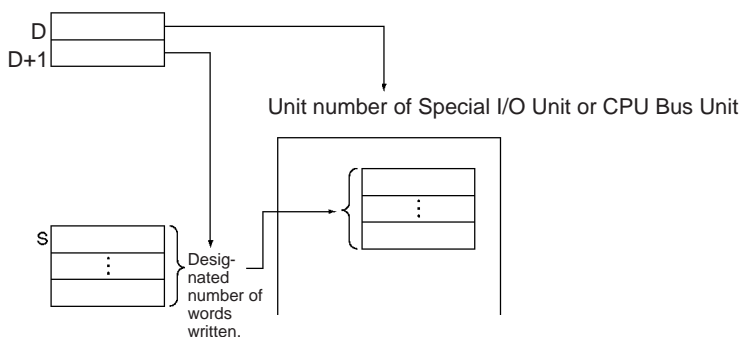 D
D+1
Unit number of Special I/O Unit or CPU Bus Unit
S
Desig-
nated
number of
words
written.